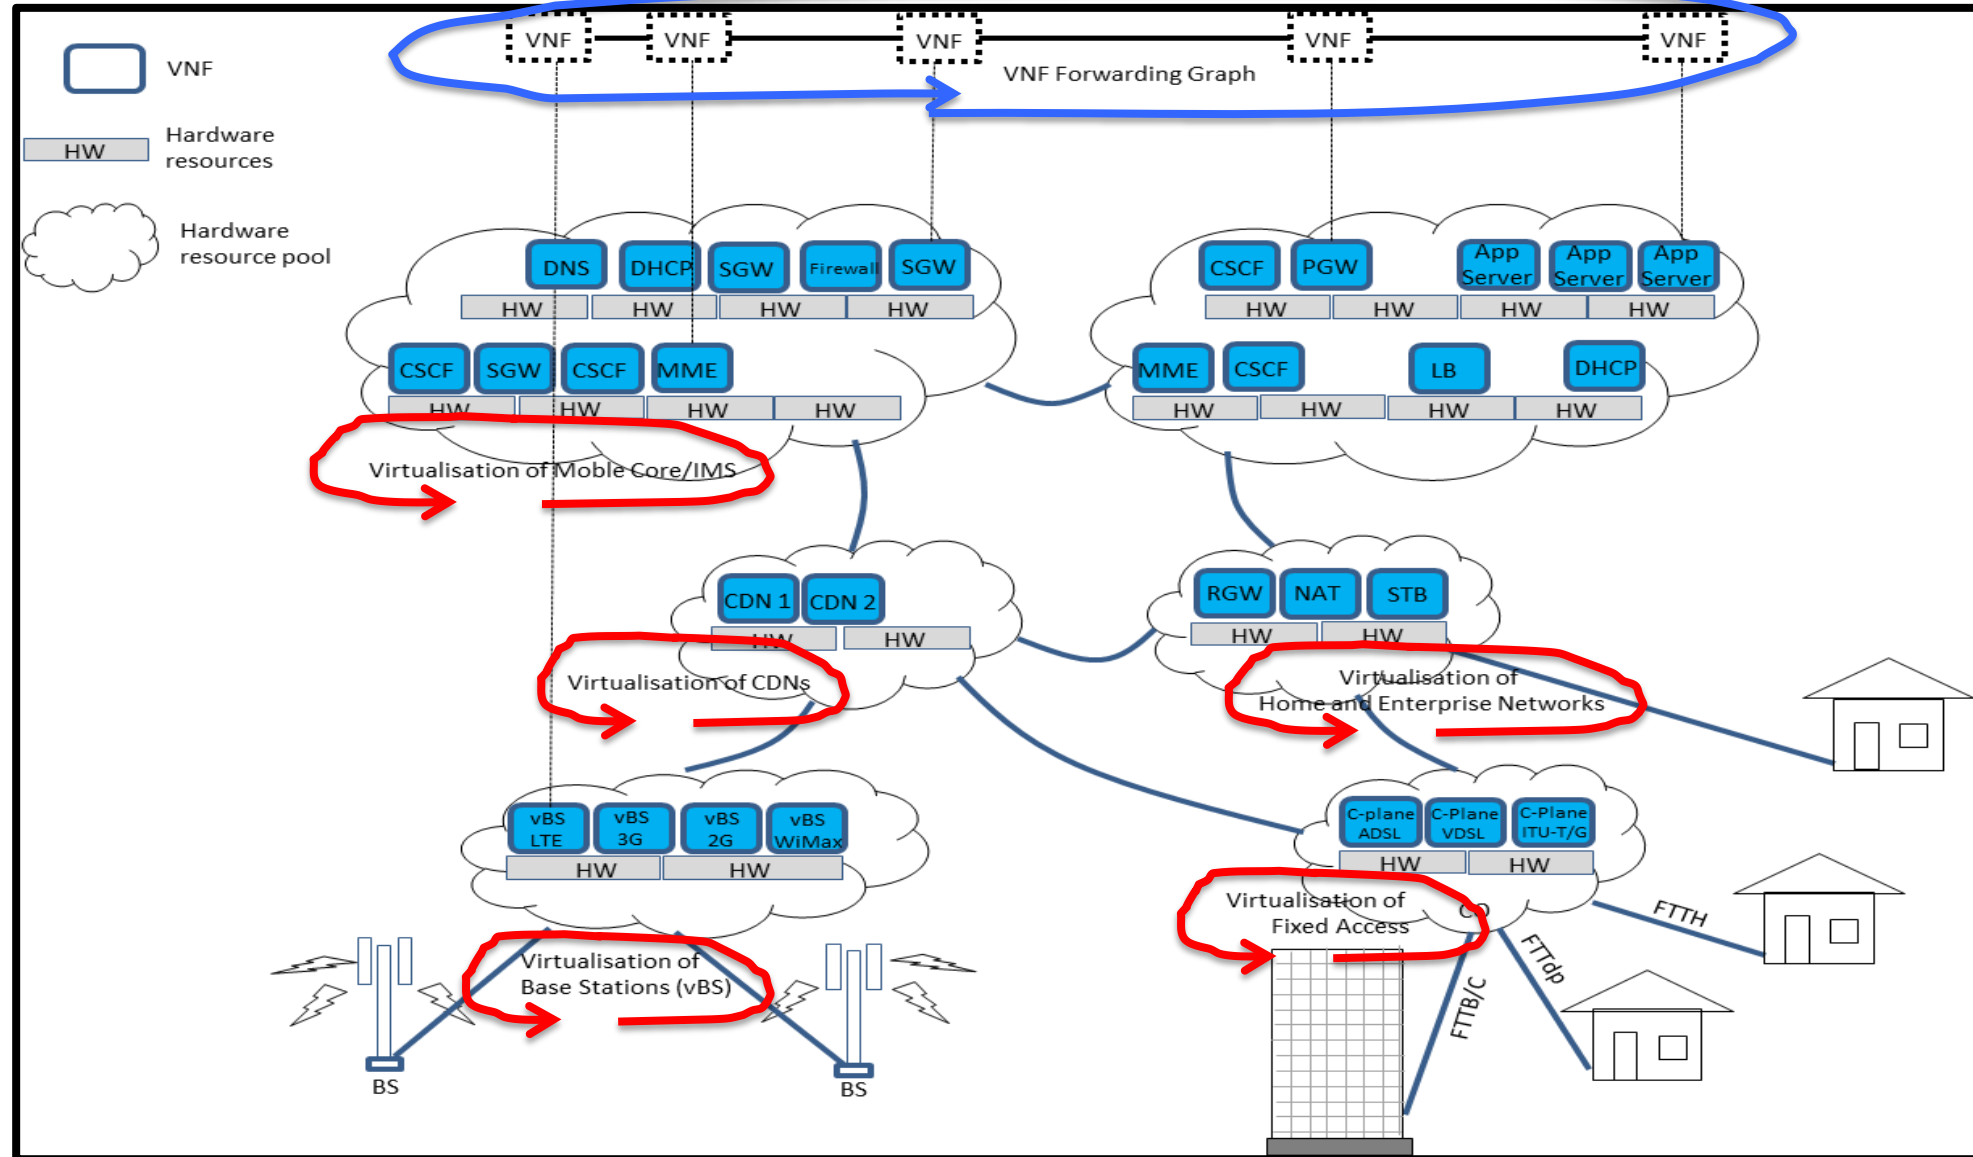 VNF
VNF
VNF
VNF
VNF
VNF
VNF Forwarding Graph
HW
Hardware
resources
Hardware
resource pool
DNS
DHCP
SGW
Firewall
SGW
HW
HW
HW
HW
CSCF
PGW
App
Server
App
Server
App
Server
HW
HW
HW
HW
CSCF
SGW
CSCF
MME
HW
HW
HW
HW
MME
CSCF
LB
DHCP
HW
HW
HW
HW
Virtualisation of Moble Core/IMS
CDN 1
CDN 2
HW
HW
Virtualisation of CDNs
RGW
NAT
STB
HW
HW
Virtualisation of
Home and Enterprise Networks
vBS
LTE
vBS
3G
vBS
2G
vBS
WiMax
HW
HW
C-plane
ADSL
C-Plane
VDSL
C-Plane
ITU-T/G
HW
HW
Virtualisation of
Fixed Access
CO
FTTH
FTTdp
FTTB/C
Virtualisation of
Base Stations (vBS)
BS
BS